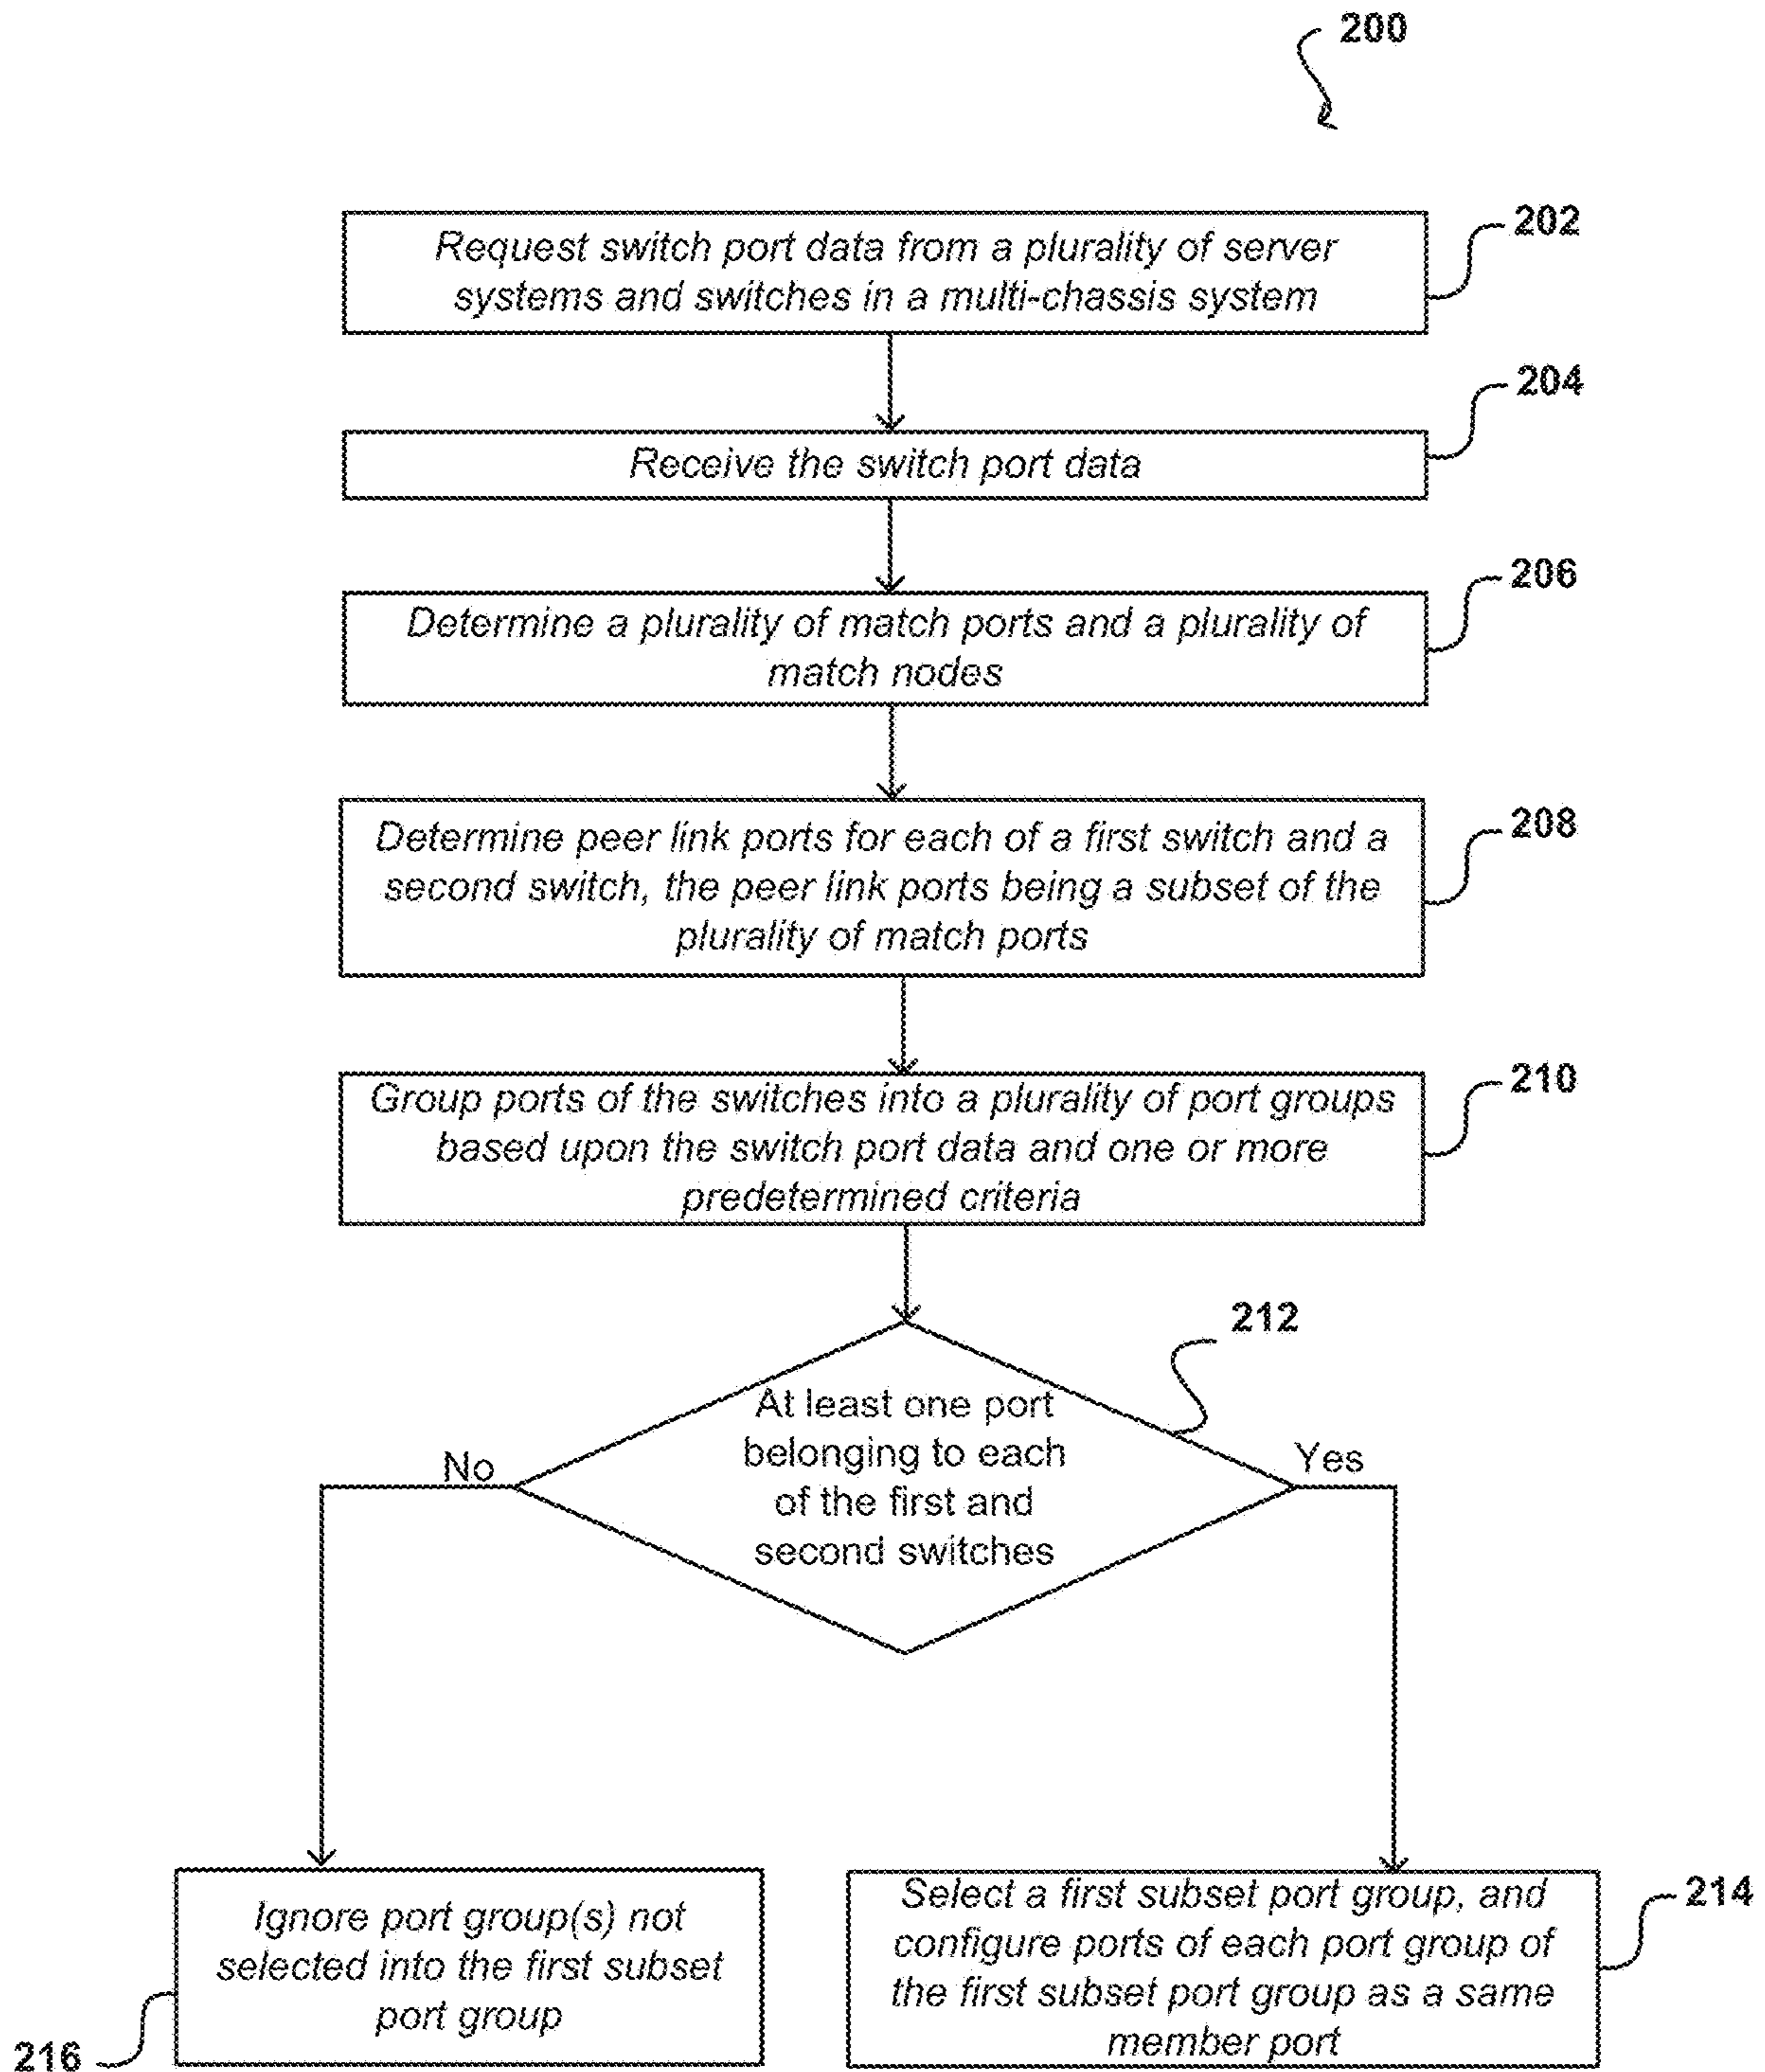 200
Request switch port data from a plurality of server
systems and switches in a multi-chassis system
202
204
Receive the switch port data
206
Determine a plurality of match ports and a plurality of
match nodes
208
Determine peer link ports for each of a first switch and a
second switch, the peer link ports being a subset of the
plurality of match ports
210
Group ports of the switches into a plurality of port groups
based upon the switch port data and one or more
predetermined criteria
212
At least one port
belonging to each
of the first and
second switches
No
Yes
Ignore port group(s) not
selected into the first subset
port group
216
Select a first subset port group, and
configure ports of each port group of
the first subset port group as a same
member port
214